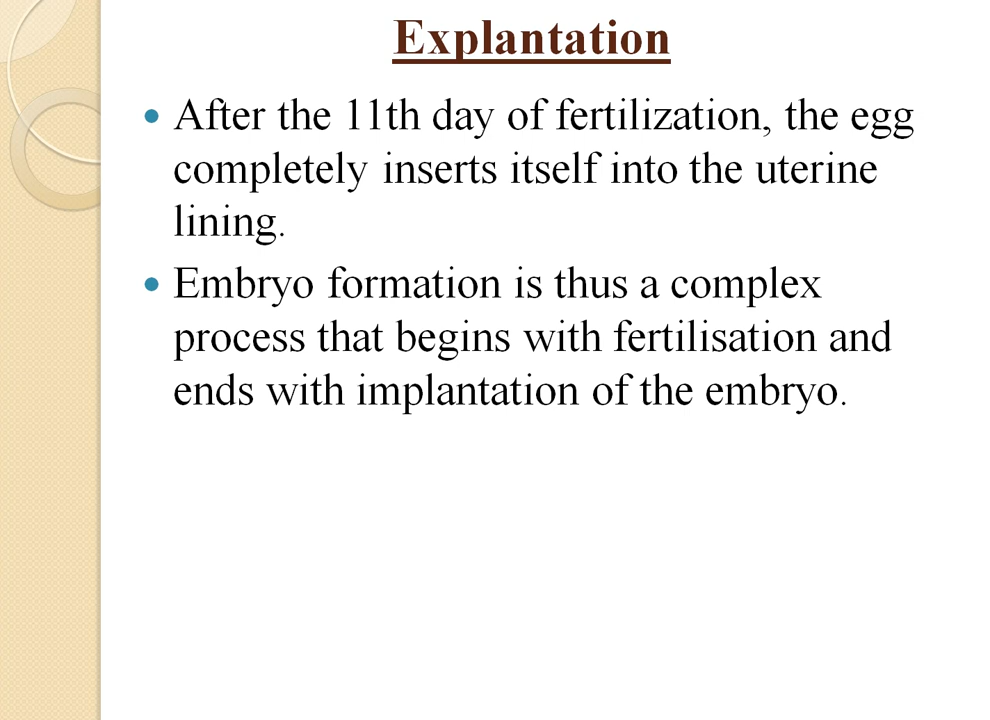 Explantation
• After the 11th day of fertilization, the egg
completely inserts itself into the uterine
lining.
• Embryo formation is thus a complex
process that begins with fertilisation and
ends with implantation of the embryo.